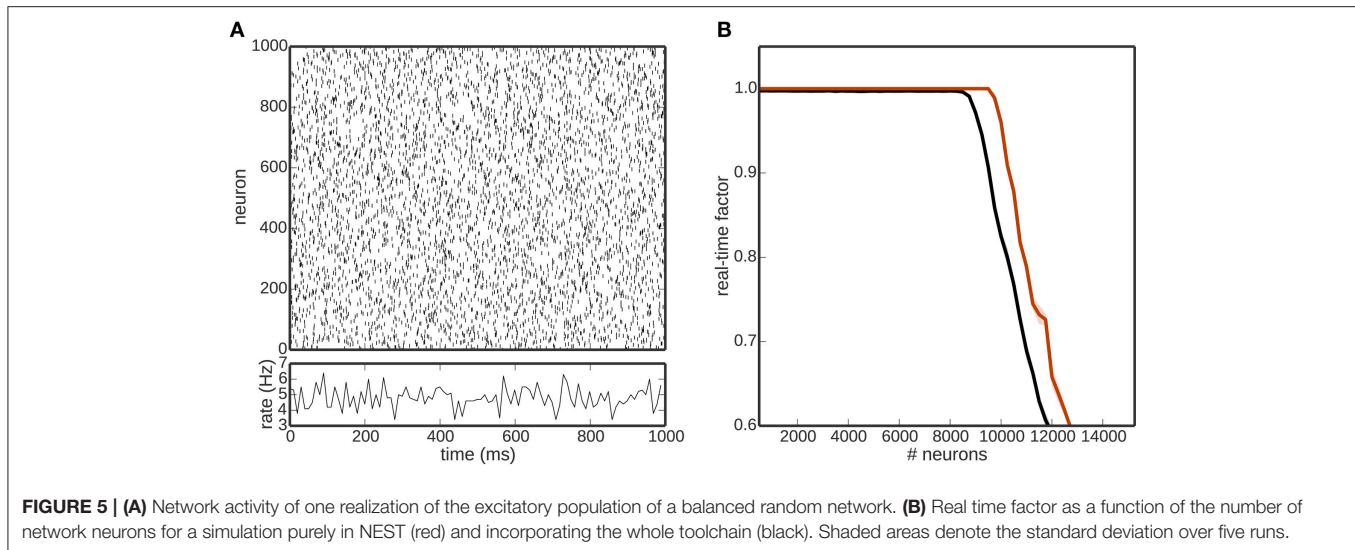 A
1000
800
600
400
200
0
neuron
7
6
5
4
3
rate (Hz)
0 200 400 600 800 1000
time (ms)
B
1.0
0.9
0.8
0.7
0.6
real-time factor
2000 4000 6000 8000 10000 12000 14000
# neurons
FIGURE 5 | (A) Network activity of one realization of the excitatory population of a balanced random network. (B) Real time factor as a function of the number of
network neurons for a simulation purely in NEST (red) and incorporating the whole toolchain (black). Shaded areas denote the standard deviation over five runs.